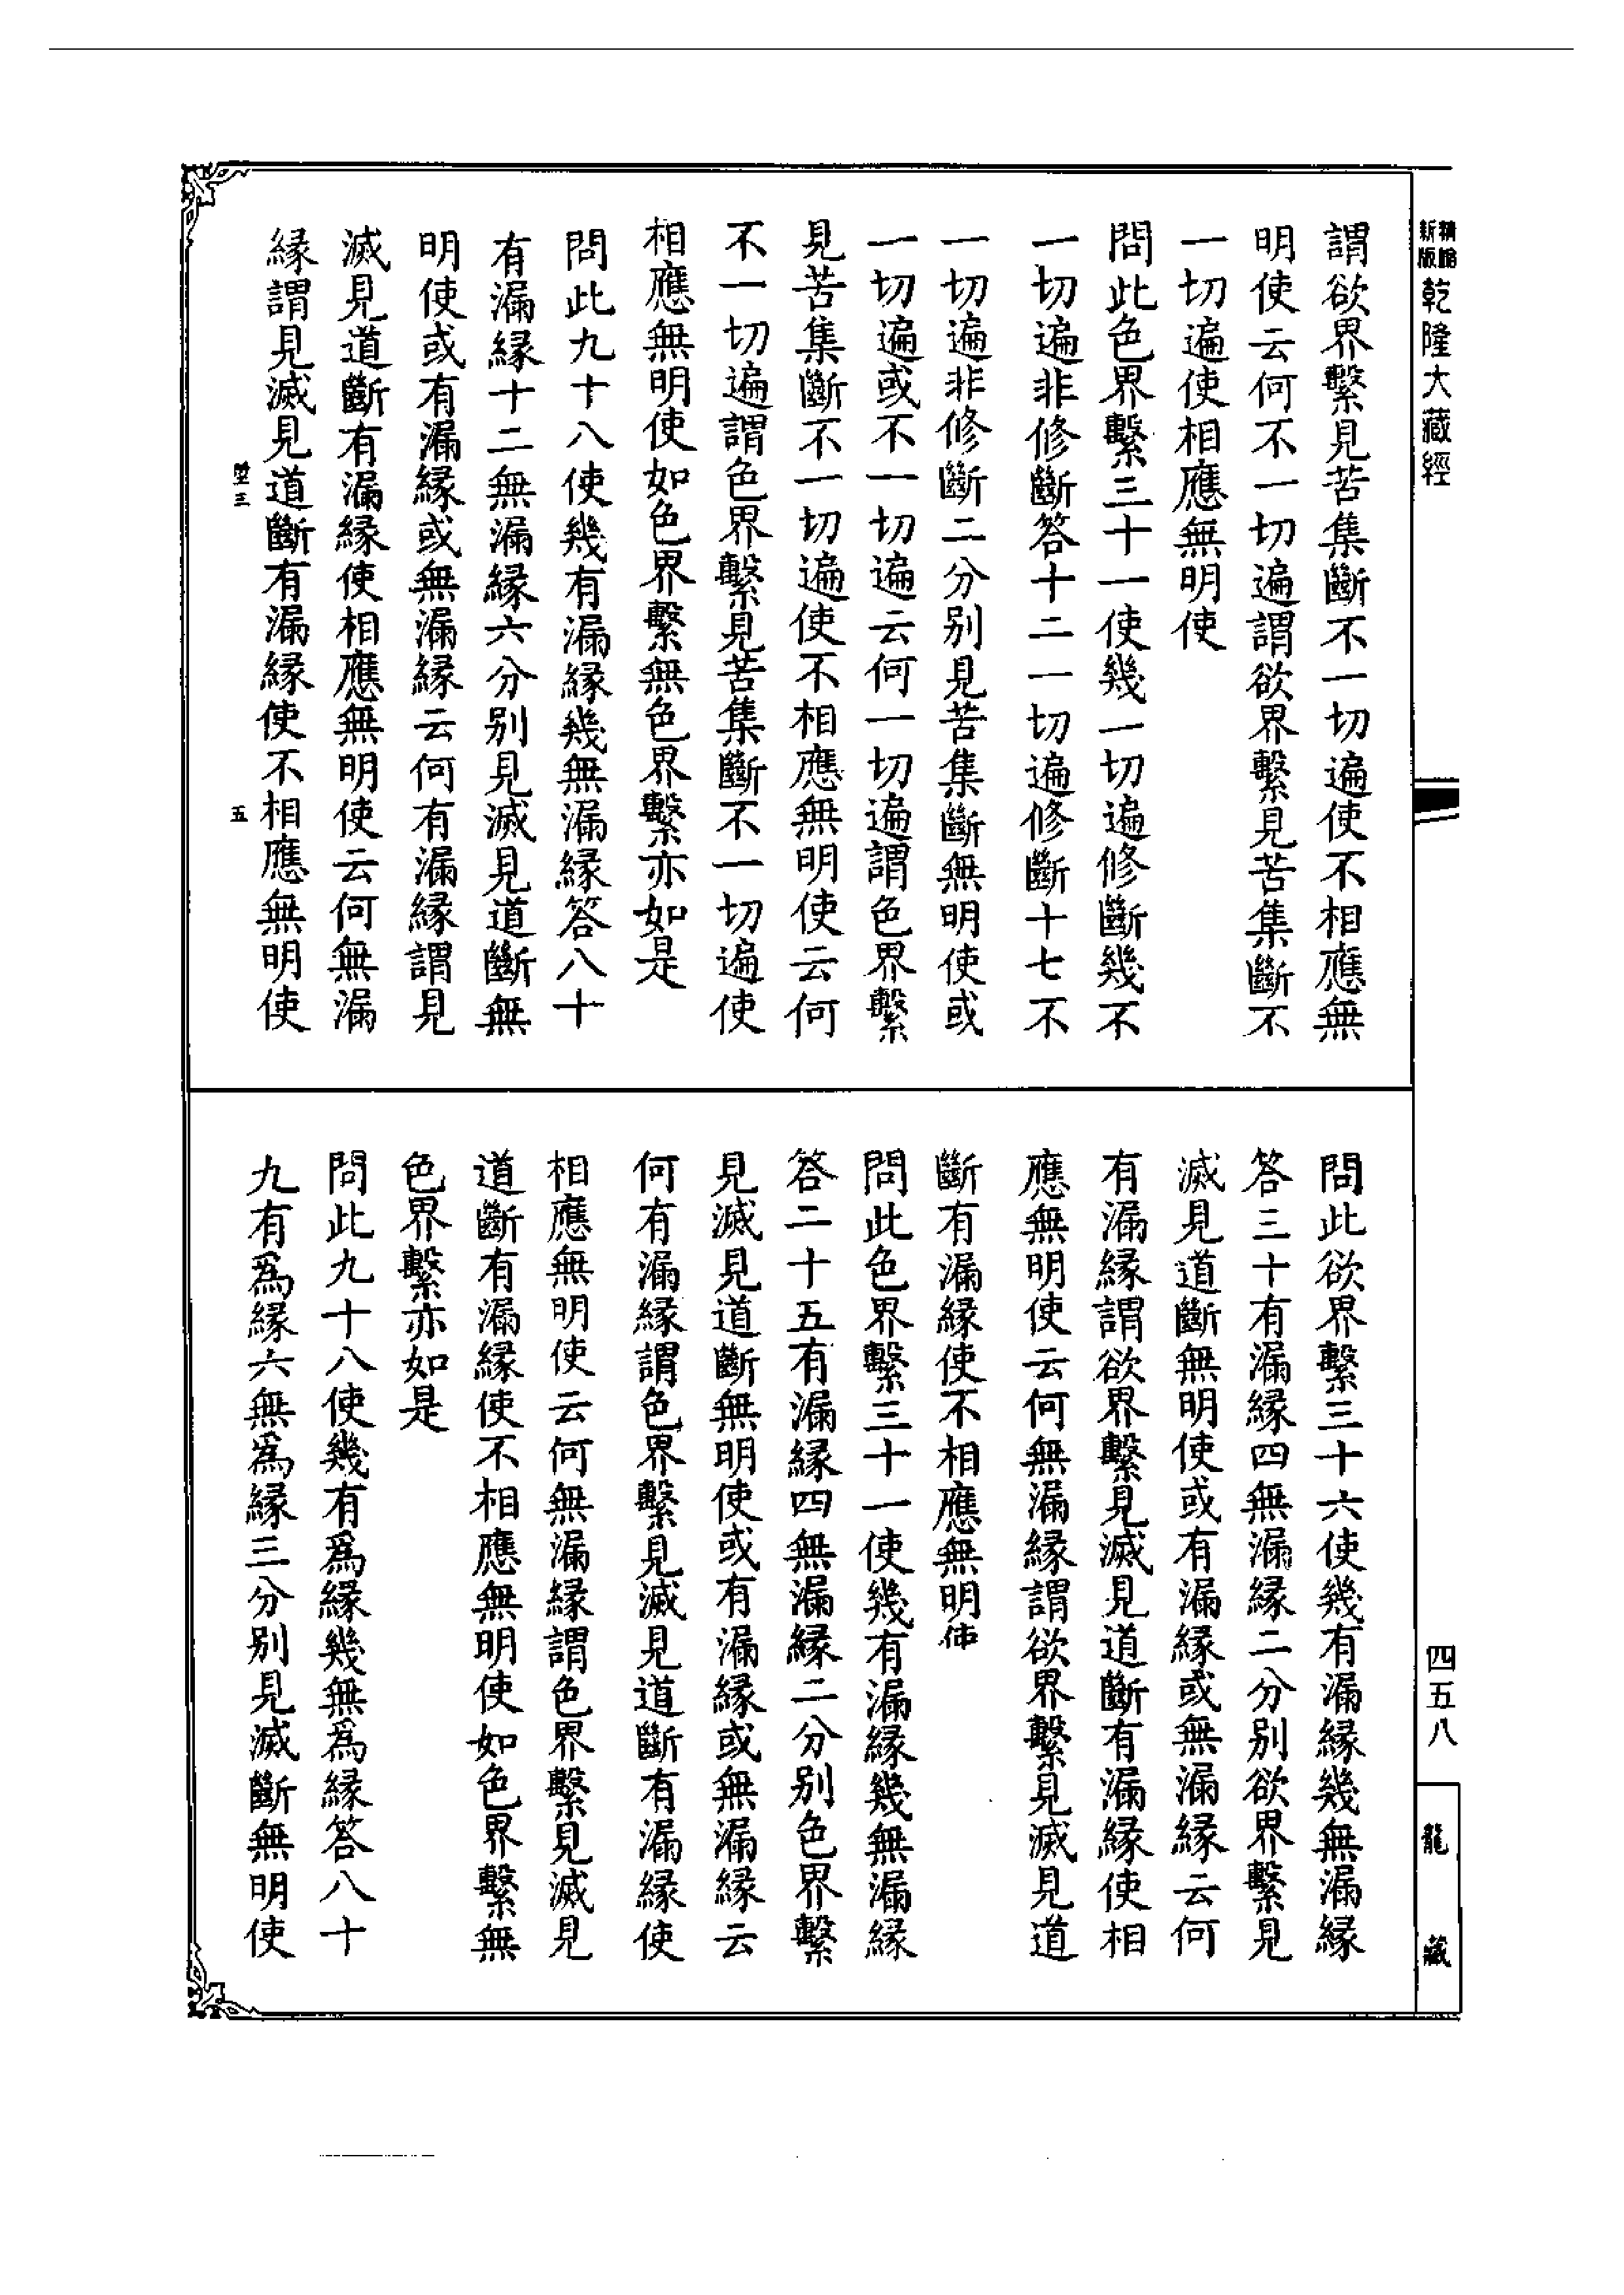 精縮
新版
乾隆大藏經
謂欲界繫見苦集斷不一切遍使不相應無
明使云何不一切遍謂欲界繫見苦集斷不
一切遍使相應無明使
問此色界繫三十一使幾一切遍修斷幾不
一切遍非修斷答十二一切遍修斷十七不
一切遍非修斷二分別見苦集斷無明使或
一切遍或不一切遍云何一切遍謂色界繫
見苦集斷不一切遍使不相應無明使云何
不一切遍謂色界繫見苦集斷不一切遍使
相應無明使如色界繫無色界繫亦如是
問此九十八使幾有漏緣幾無漏緣答八十
有漏緣十二無漏緣六分別見滅見道斷無
明使或有漏緣或無漏緣云何有漏緣謂見
滅見道斷有漏緣使相應無明使云何無漏
緣謂見滅見道斷有漏緣使不相應無明使
三
五
問此欲界繫三十六使幾有漏緣幾無漏緣
答三十有漏緣四無漏緣二分別欲界繫見
滅見道斷無明使或有漏緣或無漏緣云何
有漏緣謂欲界繫見滅見道斷有漏緣使相
應無明使云何無漏緣謂欲界繫見滅見道
斷有漏緣使不相應無明使
問此色界繫三十一使幾有漏緣幾無漏緣
答二十五有漏緣四無漏緣二分別色界繫
見滅見道斷無明使或有漏緣或無漏緣云
何有漏緣謂色界繫見滅見道斷有漏緣使
相應無明使云何無漏緣謂色界繫見滅見
道斷有漏緣使不相應無明使如色界繫無
色界繫亦如是
問此九十八使幾有為緣幾無為緣答八十
九有為緣六無為緣三分別見滅斷無明使
四五八
龍藏